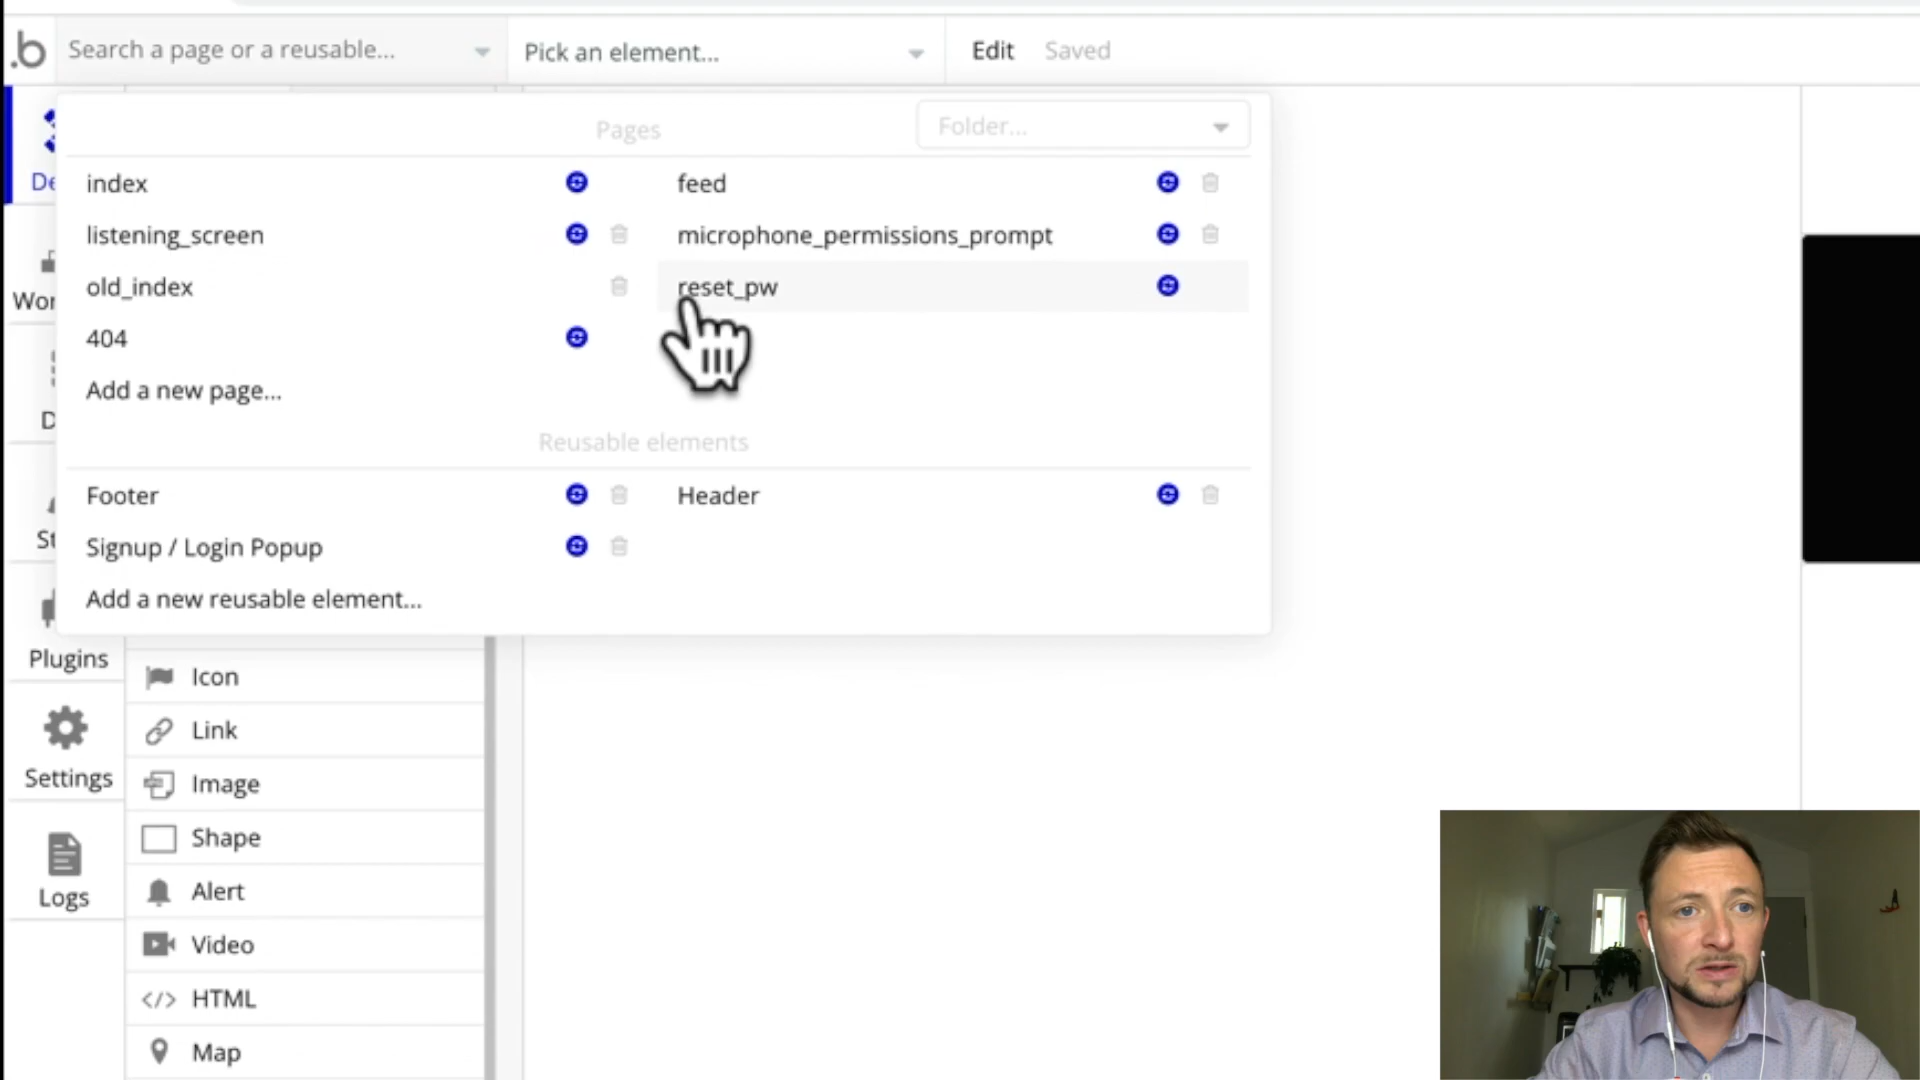 .b
Search a page or a reusable...
Pick an element...
Edit
Saved
Pages
Folder...
index
feed
listening_screen
microphone_permissions_prompt
old_index
reset_pw
404
Add a new page...
Reusable elements
Footer
Header
Signup / Login Popup
Add a new reusable element...
Plugins
Settings
Logs
Icon
Link
Image
Shape
Alert
Video
HTML
Map